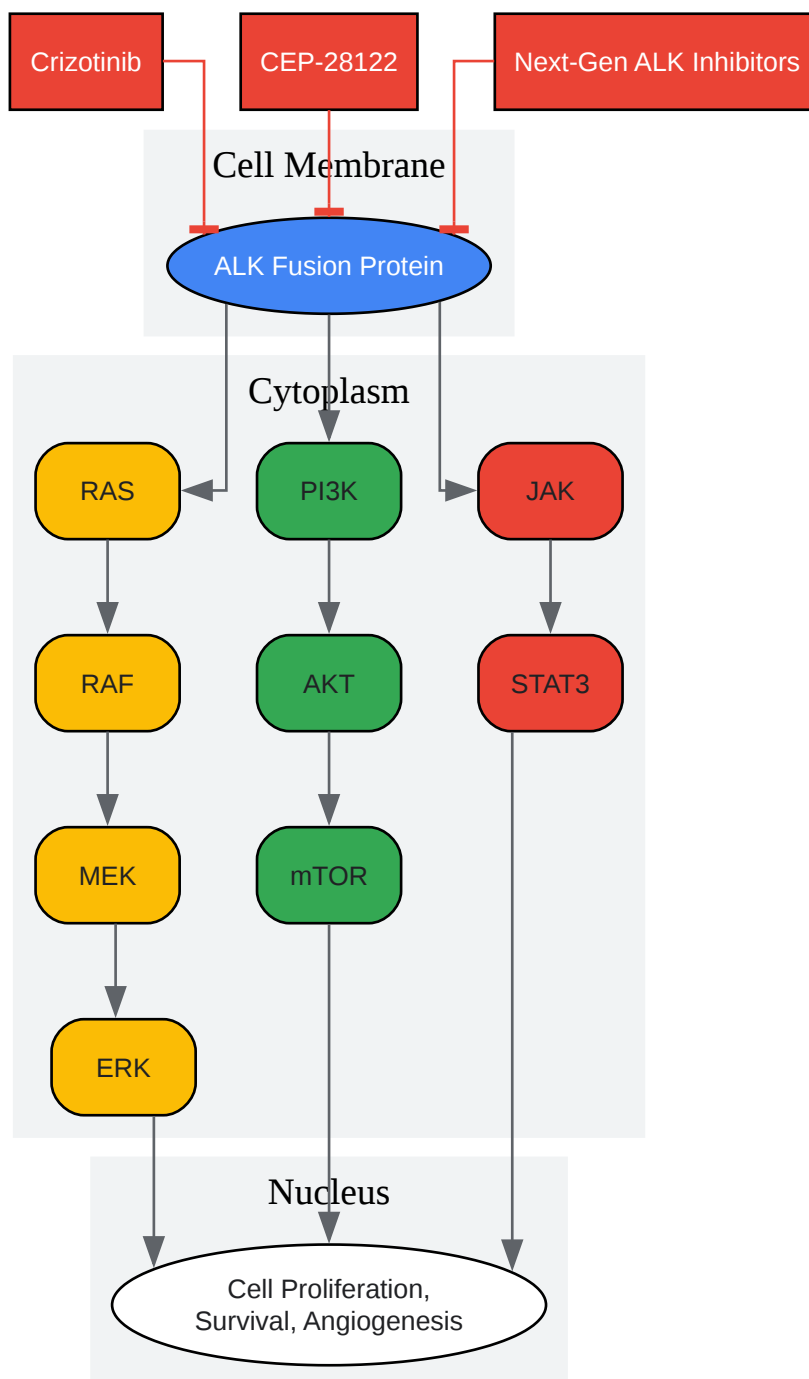 Crizotinib
CEP-28122
Next-Gen ALK Inhibitors
Cell Membrane
ALK Fusion Protein
Cytoplasm
RAS
PI3K
JAK
RAF
AKT
STAT3
MEK
mTOR
ERK
Nucleus
Cell Proliferation,
Survival, Angiogenesis